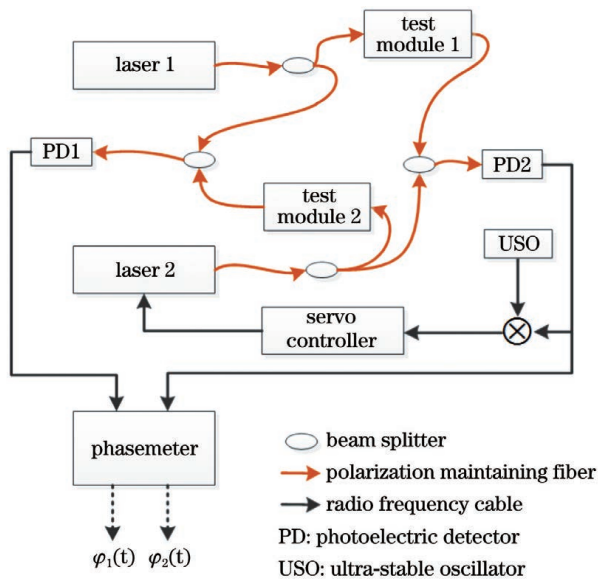 test
module 1
laser 1
PD1
PD2
test
module 2
USO
laser 2
servo
controller
phasemeter
beam splitter
polarization maintaining fiber
radio frequency cable
PD: photoelectric detector
USO: ultra-stable oscillator
φ₁(t) φ₂(t)